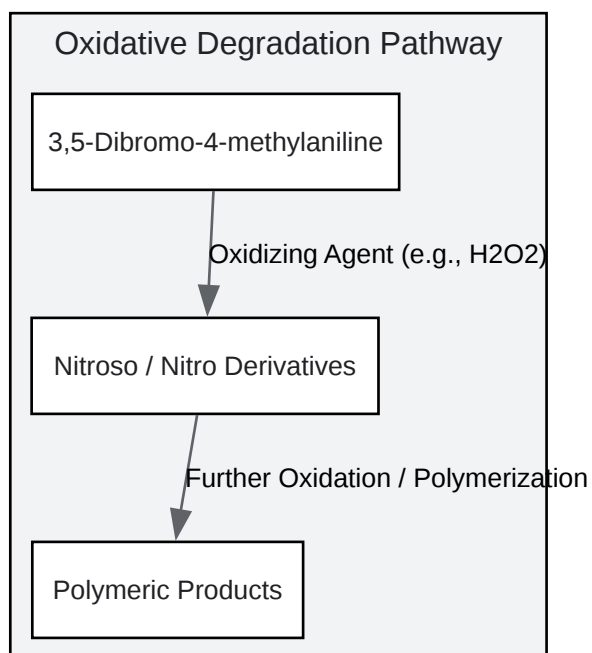 Oxidative Degradation Pathway
3,5-Dibromo-4-methylaniline
Oxidizing Agent (e.g., H2O2)
Nitroso / Nitro Derivatives
Further Oxidation / Polymerization
Polymeric Products